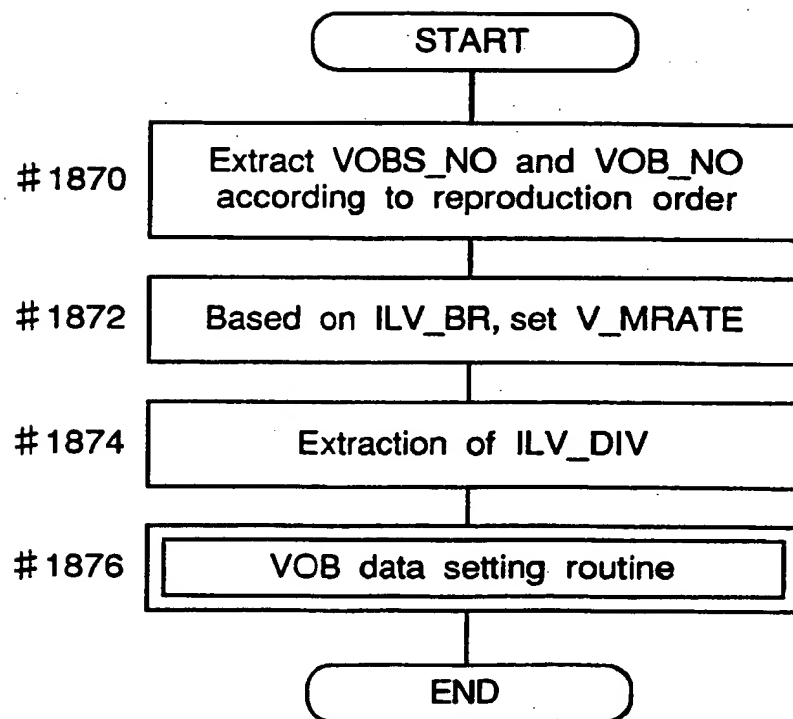 START
#1870
Extract VOBS_NO and VOB_NO
according to reproduction order
#1872
Based on ILV_BR, set V_MRATE
#1874
Extraction of ILV_DIV
#1876
VOB data setting routine
END